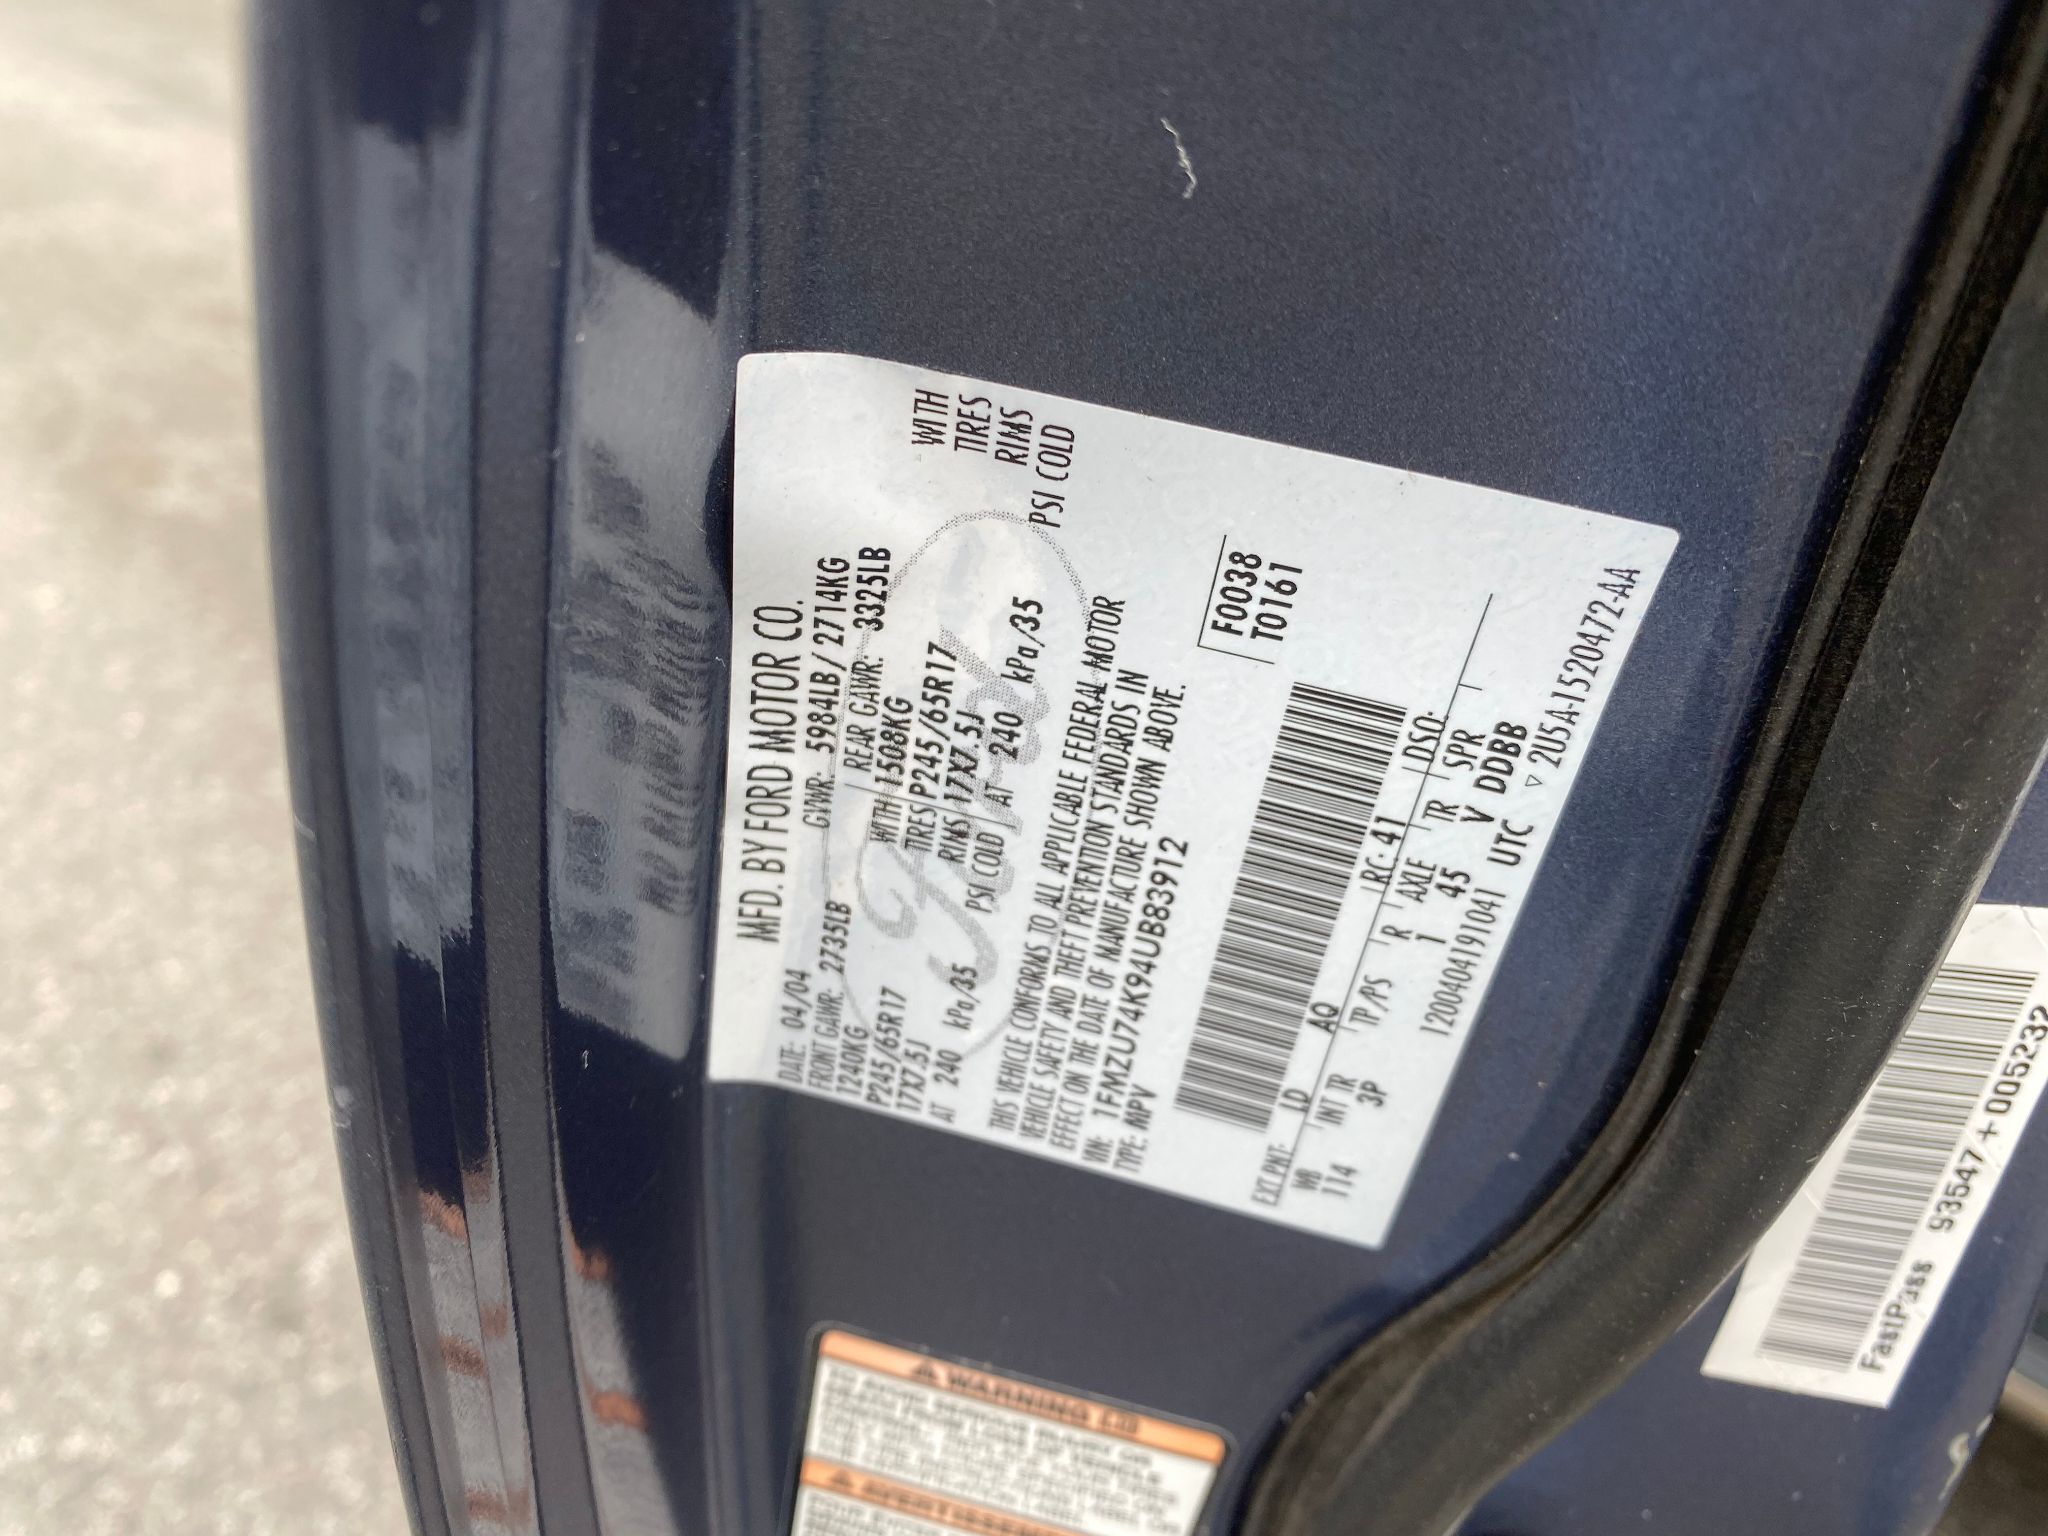 MFD. BY FORD MOTOR CO.
DATE: 04/04 GVWR: 5984LB/2714KG
FRONT GAWR: 2735LB REAR GAWR: 3325LB
1240KG WITH 1508KG WITH
P245/65R17 TIRES P245/65R17 TIRES
17X7.5J RIMS 17X7.5J RIMS
AT 240 kPa/35 PSI COLD AT 240 kPa/35 PSI COLD
THIS VEHICLE CONFORMS TO ALL APPLICABLE FEDERAL MOTOR
VEHICLE SAFETY AND THEFT PREVENTION STANDARDS IN
EFFECT ON THE DATE OF MANUFACTURE SHOWN ABOVE.
VIN: 1FMZU74K94UB83912
TYPE: MPV
F0038
T0161
EXT PNT: LD AQ RC: 41 DSO:
WB INT TR TP/PS R AXLE TR SPR
114 3P 1 45 V DDBB
12004041910​41 UTC ▽ 2U5A-1520472-AA
Ford
WARNING
93547+005232